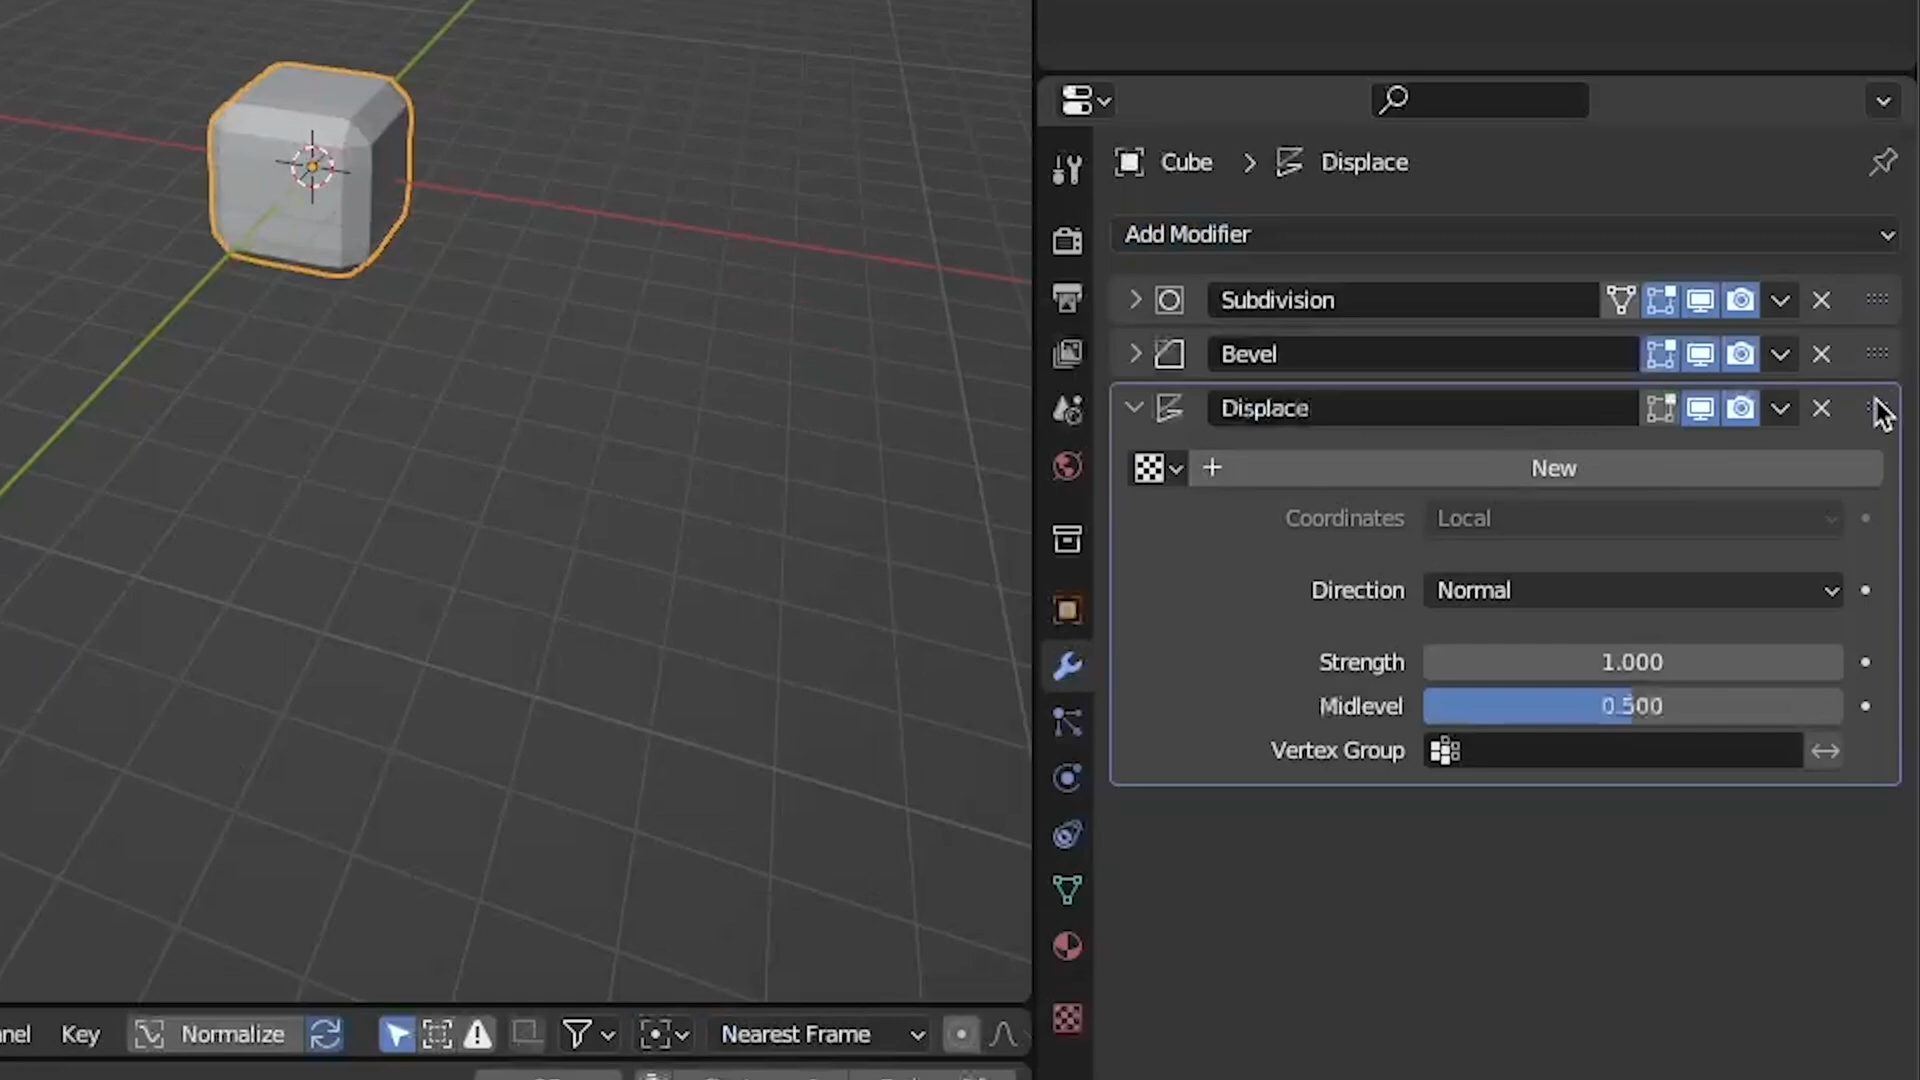 Cube > Displace
Add Modifier
Subdivision
Bevel
Displace
New
Coordinates Local
Direction Normal
Strength 1.000
Midlevel 0.500
Vertex Group
nel Key Normalize Nearest Frame